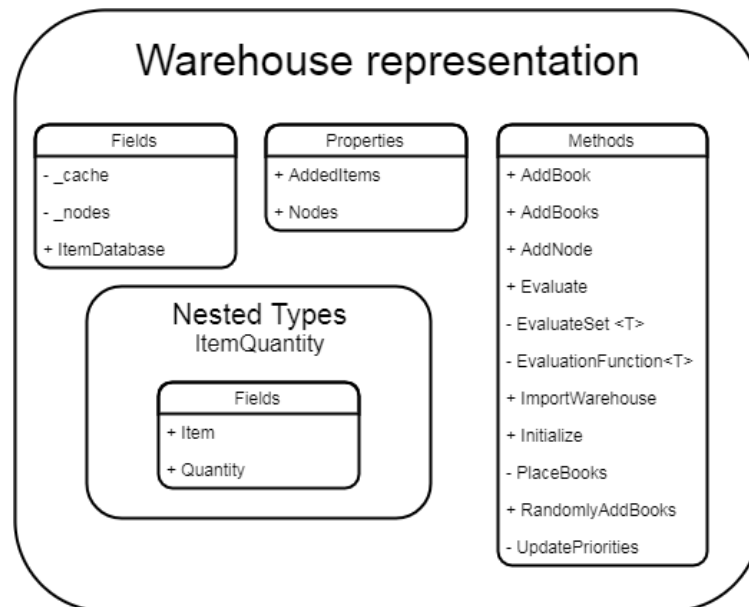 Warehouse representation
Fields
- _cache
- _nodes
+ ItemDatabase
Properties
+ AddedItems
+ Nodes
Methods
+ AddBook
+ AddBooks
+ AddNode
+ Evaluate
- EvaluateSet <T>
- EvaluationFunction<T>
+ ImportWarehouse
+ Initialize
- PlaceBooks
+ RandomlyAddBooks
- UpdatePriorities
Nested Types
ItemQuantity
Fields
+ Item
+ Quantity